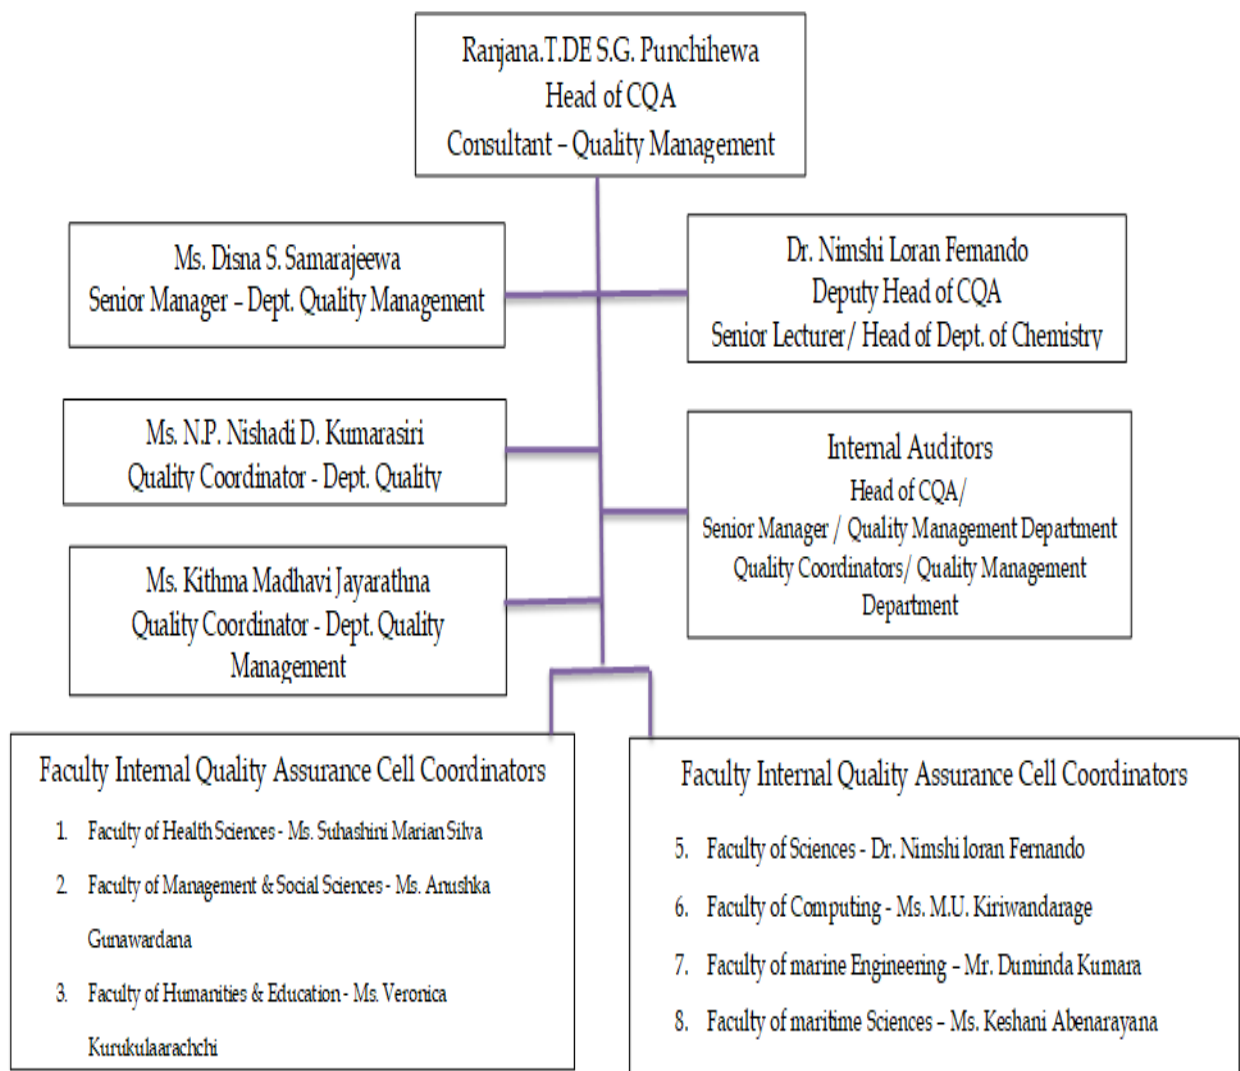 Ranjana.T.DE S.G. Punchihewa
Head of CQA
Consultant – Quality Management
Ms. Disna S. Samarajeewa
Senior Manager – Dept. Quality Management
Dr. Nimshi Loran Fernando
Deputy Head of CQA
Senior Lecturer/ Head of Dept. of Chemistry
Ms. N.P. Nishadi D. Kumarasiri
Quality Coordinator - Dept. Quality
Internal Auditors
Head of CQA/
Senior Manager / Quality Management Department
Quality Coordinators/ Quality Management
Department
Ms. Kithma Madhavi Jayarathna
Quality Coordinator - Dept. Quality
Management
Faculty Internal Quality Assurance Cell Coordinators
1. Faculty of Health Sciences - Ms. Suhashini Marian Silva
2. Faculty of Management & Social Sciences - Ms. Anushka
Gunawardana
3. Faculty of Humanities & Education - Ms. Veronica
Kurukulaarachchi
Faculty Internal Quality Assurance Cell Coordinators
5. Faculty of Sciences - Dr. Nimshi loran Fernando
6. Faculty of Computing - Ms. M.U. Kiriwandarage
7. Faculty of marine Engineering – Mr. Duminda Kumara
8. Faculty of maritime Sciences – Ms. Keshani Abenarayana